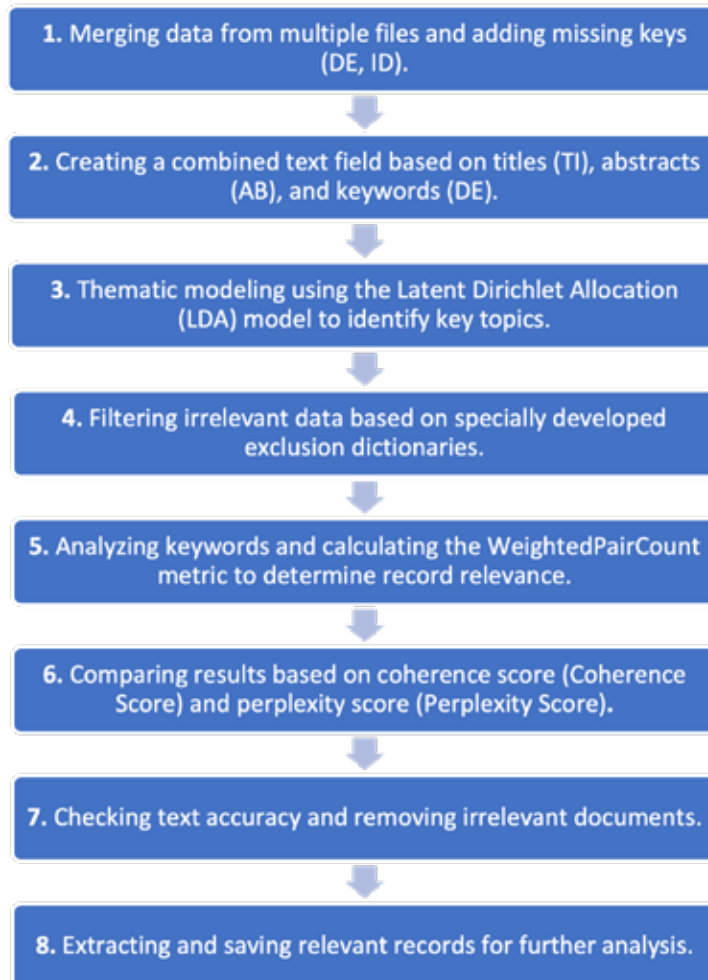 1. Merging data from multiple files and adding missing keys
(DE, ID).
2. Creating a combined text field based on titles (TI), abstracts
(AB), and keywords (DE).
3. Thematic modeling using the Latent Dirichlet Allocation
(LDA) model to identify key topics.
4. Filtering irrelevant data based on specially developed
exclusion dictionaries.
5. Analyzing keywords and calculating the WeightedPairCount
metric to determine record relevance.
6. Comparing results based on coherence score (Coherence
Score) and perplexity score (Perplexity Score).
7. Checking text accuracy and removing irrelevant documents.
8. Extracting and saving relevant records for further analysis.